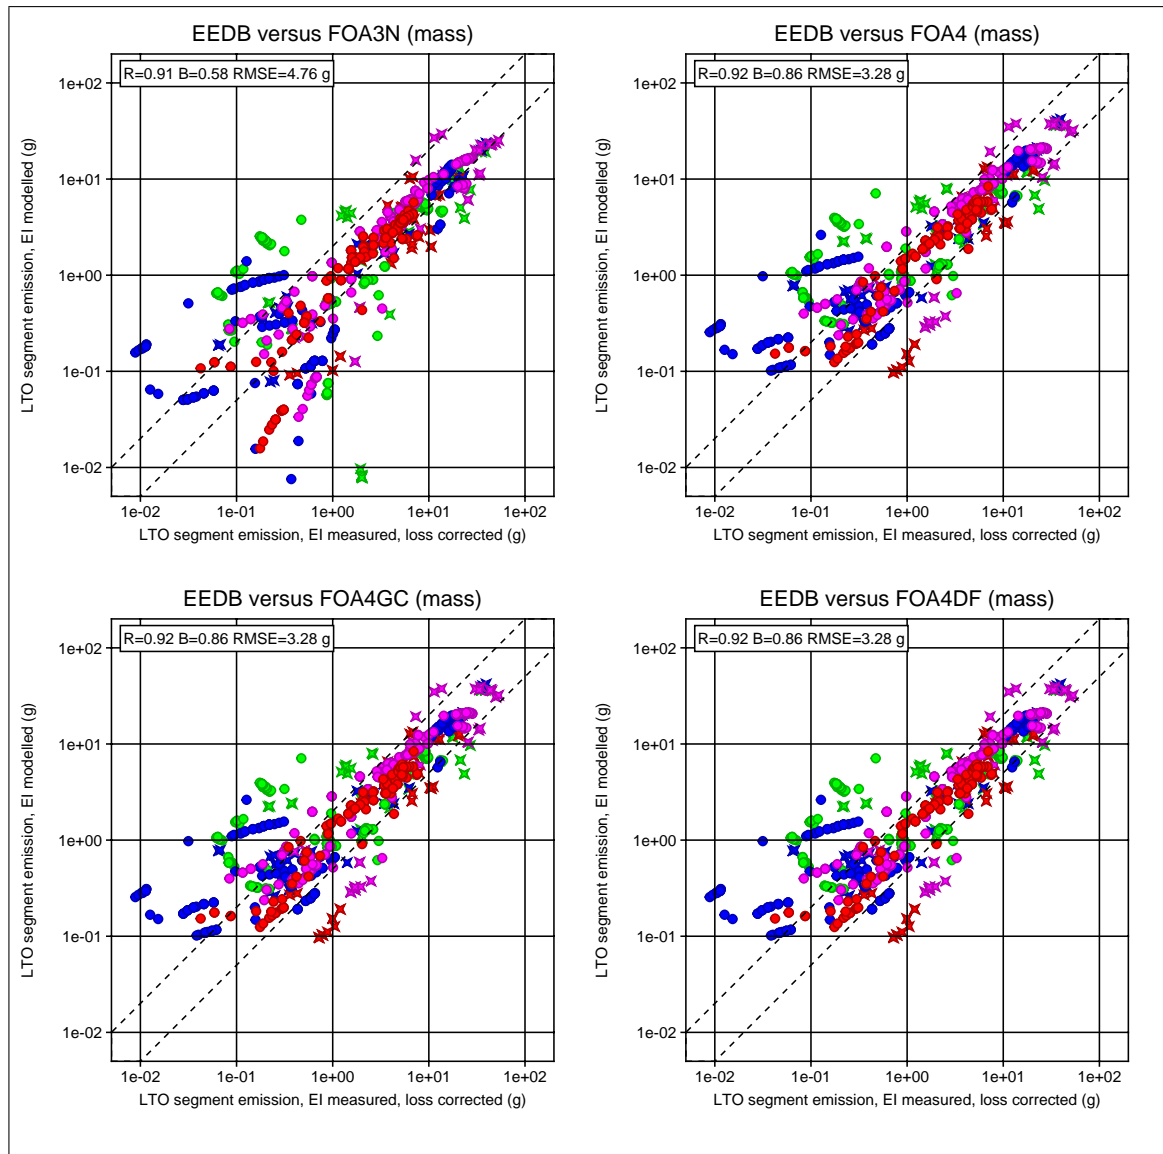 EEDB versus FOA3N (mass)
R=0.91 B=0.58 RMSE=4.76 g
1e+02
1e+01
1e+00
1e-01
1e-02
LTO segment emission, EI modelled (g)
1e-02 1e-01 1e+00 1e+01 1e+02
LTO segment emission, EI measured, loss corrected (g)
EEDB versus FOA4 (mass)
R=0.92 B=0.86 RMSE=3.28 g
1e+02
1e+01
1e+00
1e-01
1e-02
LTO segment emission, EI modelled (g)
1e-02 1e-01 1e+00 1e+01 1e+02
LTO segment emission, EI measured, loss corrected (g)
EEDB versus FOA4GC (mass)
R=0.92 B=0.86 RMSE=3.28 g
1e+02
1e+01
1e+00
1e-01
1e-02
LTO segment emission, EI modelled (g)
1e-02 1e-01 1e+00 1e+01 1e+02
LTO segment emission, EI measured, loss corrected (g)
EEDB versus FOA4DF (mass)
R=0.92 B=0.86 RMSE=3.28 g
1e+02
1e+01
1e+00
1e-01
1e-02
LTO segment emission, EI modelled (g)
1e-02 1e-01 1e+00 1e+01 1e+02
LTO segment emission, EI measured, loss corrected (g)